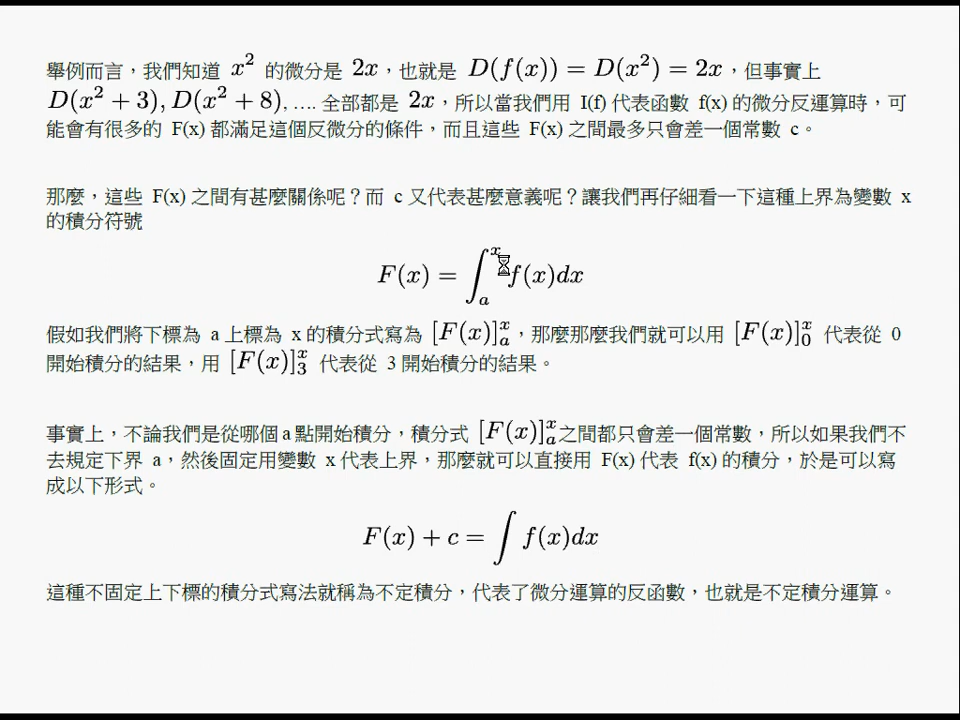 舉例而言，我們知道 x² 的微分是 2x，也就是 D(f(x)) = D(x²) = 2x，但事實上
D(x² + 3), D(x² + 8), .... 全部都是 2x，所以當我們用 I(f) 代表函數 f(x) 的微分反運算時，可
能會有很多的 F(x) 都滿足這個反微分的條件，而且這些 F(x) 之間最多只會差一個常數 c。
那麼，這些 F(x) 之間有甚麼關係呢？而 c 又代表甚麼意義呢？讓我們再仔細看一下這種上界為變數 x
的積分符號
F(x) = ∫ₐˣ f(x)dx
假如我們將下標為 a 上標為 x 的積分式寫為 [F(x)]ₐˣ，那麼那麼我們就可以用 [F(x)]₀ˣ 代表從 0
開始積分的結果，用 [F(x)]₃ˣ 代表從 3 開始積分的結果。
事實上，不論我們是從哪個 a 點開始積分，積分式 [F(x)]ₐˣ 之間都只會差一個常數，所以如果我們不
去規定下界 a，然後固定用變數 x 代表上界，那麼就可以直接用 F(x) 代表 f(x) 的積分，於是可以寫
成以下形式。
F(x) + c = ∫ f(x)dx
這種不固定上下標的積分式寫法就稱為不定積分，代表了微分運算的反函數，也就是不定積分運算。